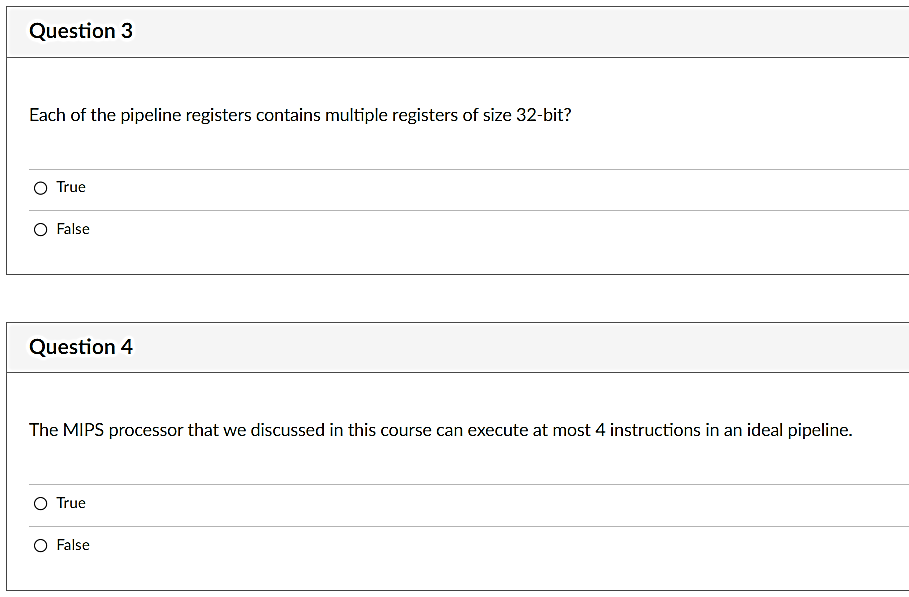 Question 3
Each of the pipeline registers contains multiple registers of size 32-bit?
True
False
Question 4
The MIPS processor that we discussed in this course can execute at most 4 instructions in an ideal pipeline.
True
False